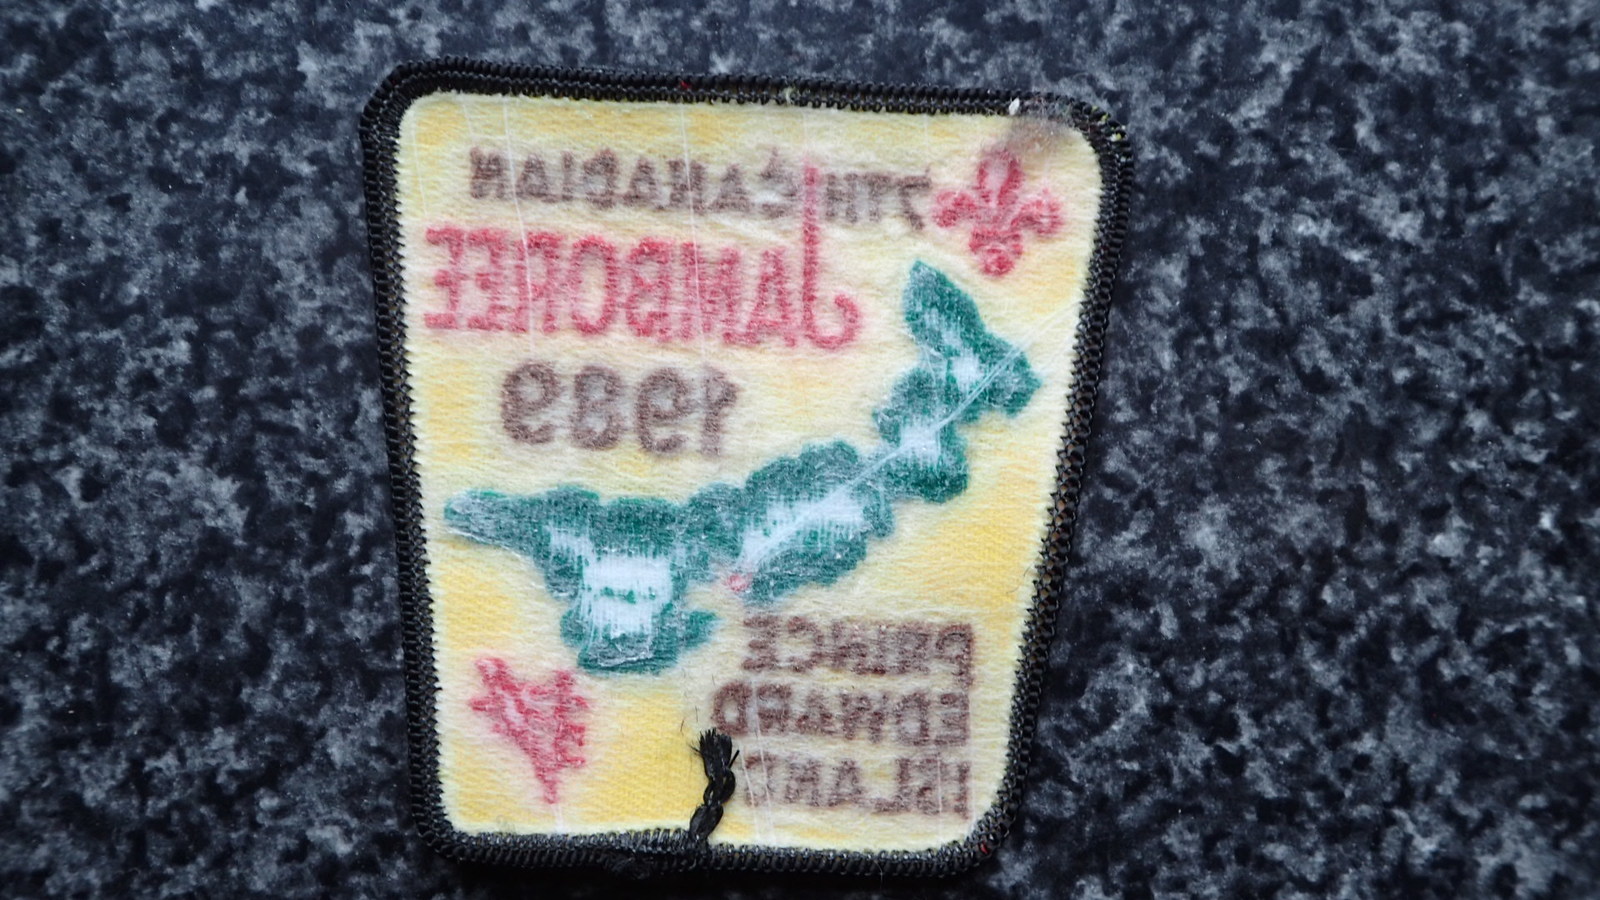 7TH CANADIAN
JAMBOREE
1989
PRINCE
EDWARD
ISLAND